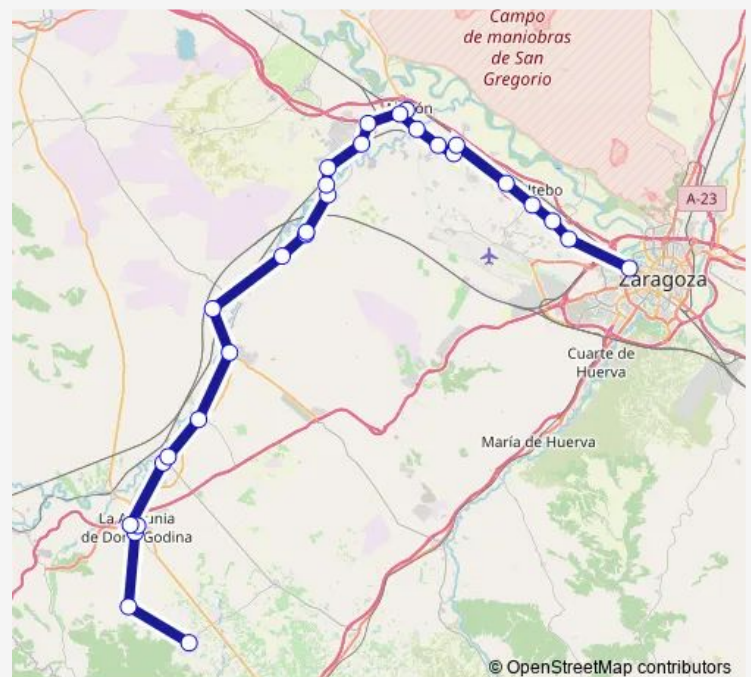 Campo
de maniobras
de San
Gregorio
A-23
Zaragoza
Cuarte de
Huerva
María de Huerva
de Doña Godina
© OpenStreetMap contributors